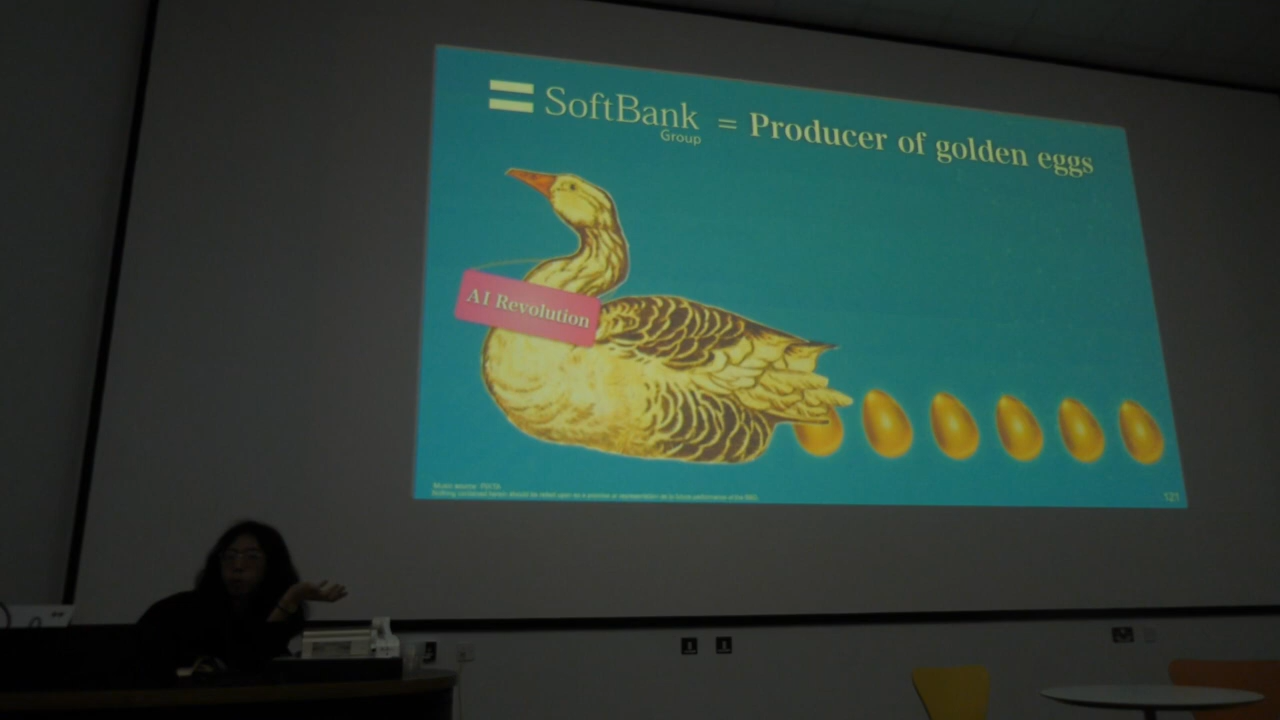 SoftBank = Producer of golden eggs
Group
AI Revolution
121